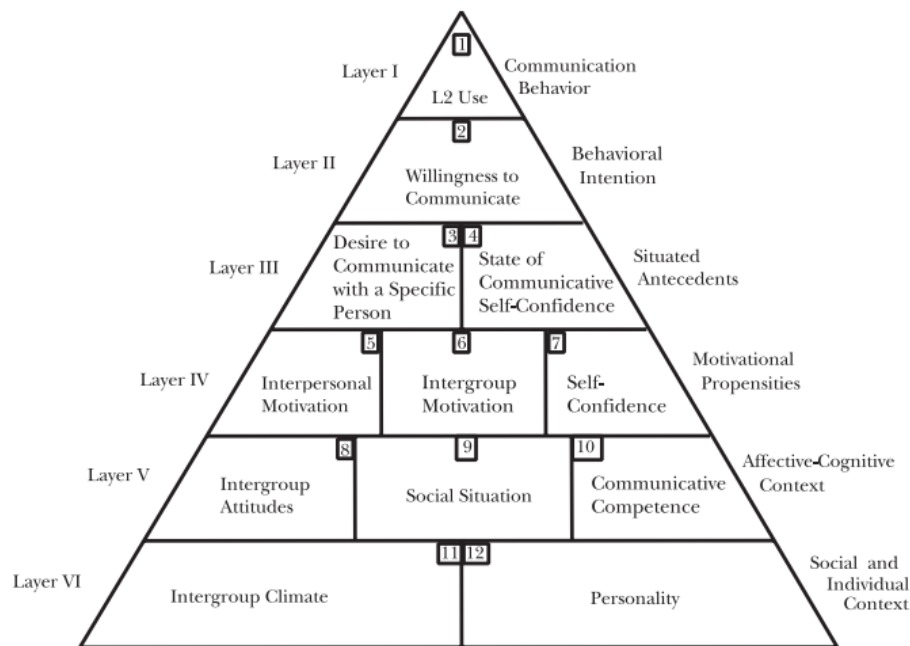 1
Layer I
Communication
Behavior
L2 Use
2
Layer II
Behavioral
Intention
Willingness to
Communicate
3 4
Layer III
Desire to
Communicate
with a Specific
Person
State of
Communicative
Self-Confidence
Situated
Antecedents
5 6 7
Layer IV
Interpersonal
Motivation
Intergroup
Motivation
Self-
Confidence
Motivational
Propensities
8 9 10
Layer V
Intergroup
Attitudes
Social Situation
Communicative
Competence
Affective-Cognitive
Context
11 12
Layer VI
Intergroup Climate
Personality
Social and
Individual
Context